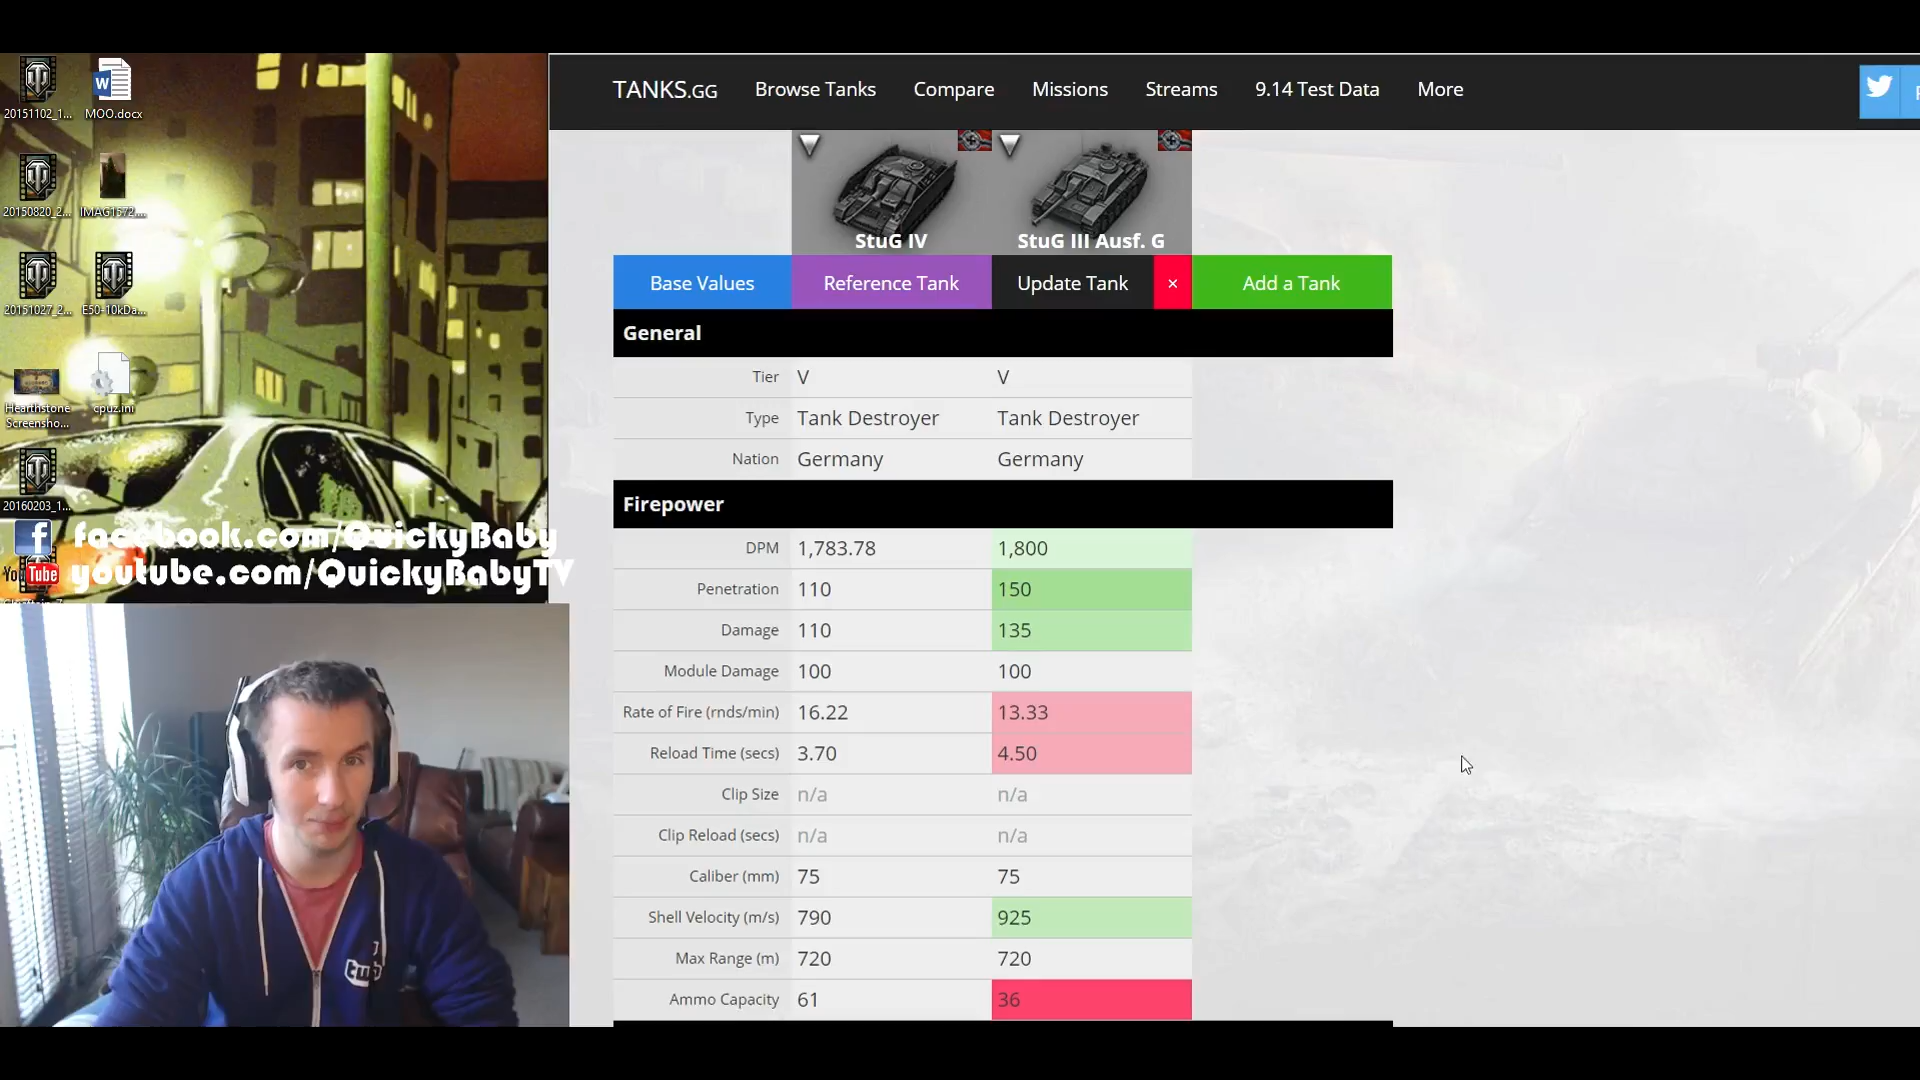 20151102_1...
MOO.docx
20150820_2...
IMAG1572....
20151027_2...
E50-10kDa...
Hearthstone
Screensho...
cpuz.ini
20160203_1...
facebook.com/QuickyBaby
You Tube youtube.com/QuickyBabyTV
TANKS.GG Browse Tanks Compare Missions Streams 9.14 Test Data More
StuG IV StuG III Ausf. G
Base Values Reference Tank Update Tank × Add a Tank
General
Tier V V
Type Tank Destroyer Tank Destroyer
Nation Germany Germany
Firepower
DPM 1,783.78 1,800
Penetration 110 150
Damage 110 135
Module Damage 100 100
Rate of Fire (rnds/min) 16.22 13.33
Reload Time (secs) 3.70 4.50
Clip Size n/a n/a
Clip Reload (secs) n/a n/a
Caliber (mm) 75 75
Shell Velocity (m/s) 790 925
Max Range (m) 720 720
Ammo Capacity 61 36